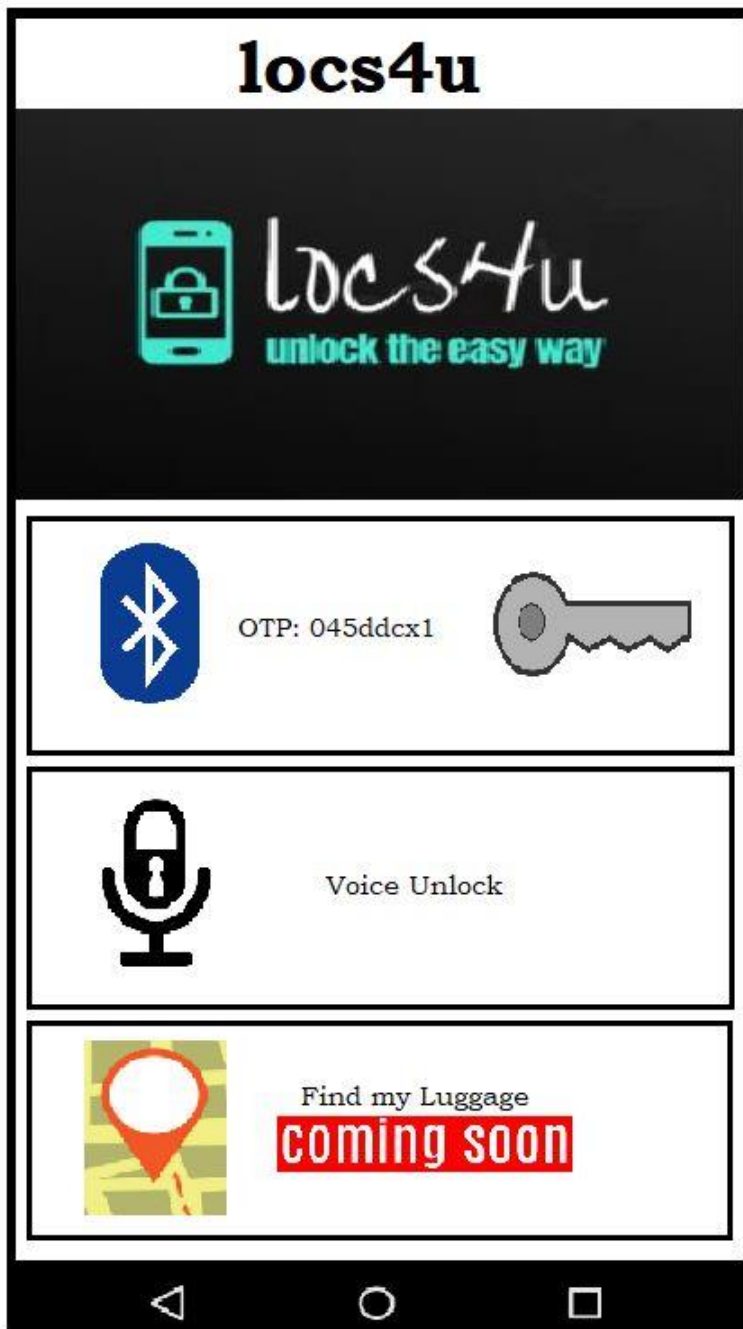 locs4u
locs4u
unlock the easy way
OTP: 045ddcx1
Voice Unlock
Find my Luggage
coming soon